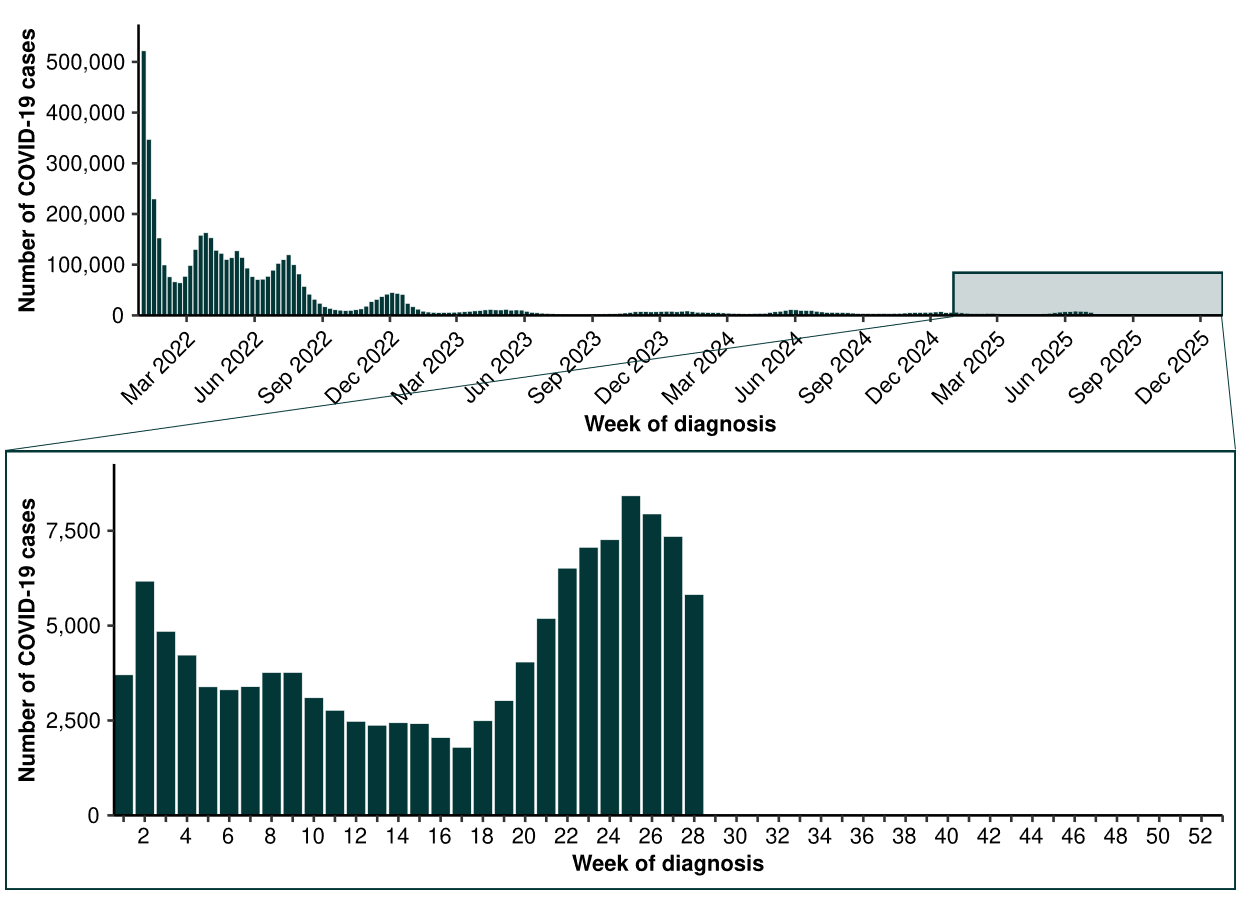 Number of COVID-19 cases
500,000
400,000
300,000
200,000
100,000
0
Mar 2022
Jun 2022
Sep 2022
Dec 2022
Mar 2023
Jun 2023
Sep 2023
Dec 2023
Mar 2024
Jun 2024
Sep 2024
Dec 2024
Mar 2025
Jun 2025
Sep 2025
Dec 2025
Week of diagnosis
Number of COVID-19 cases
7,500
5,000
2,500
0
2 4 6 8 10 12 14 16 18 20 22 24 26 28 30 32 34 36 38 40 42 44 46 48 50 52
Week of diagnosis